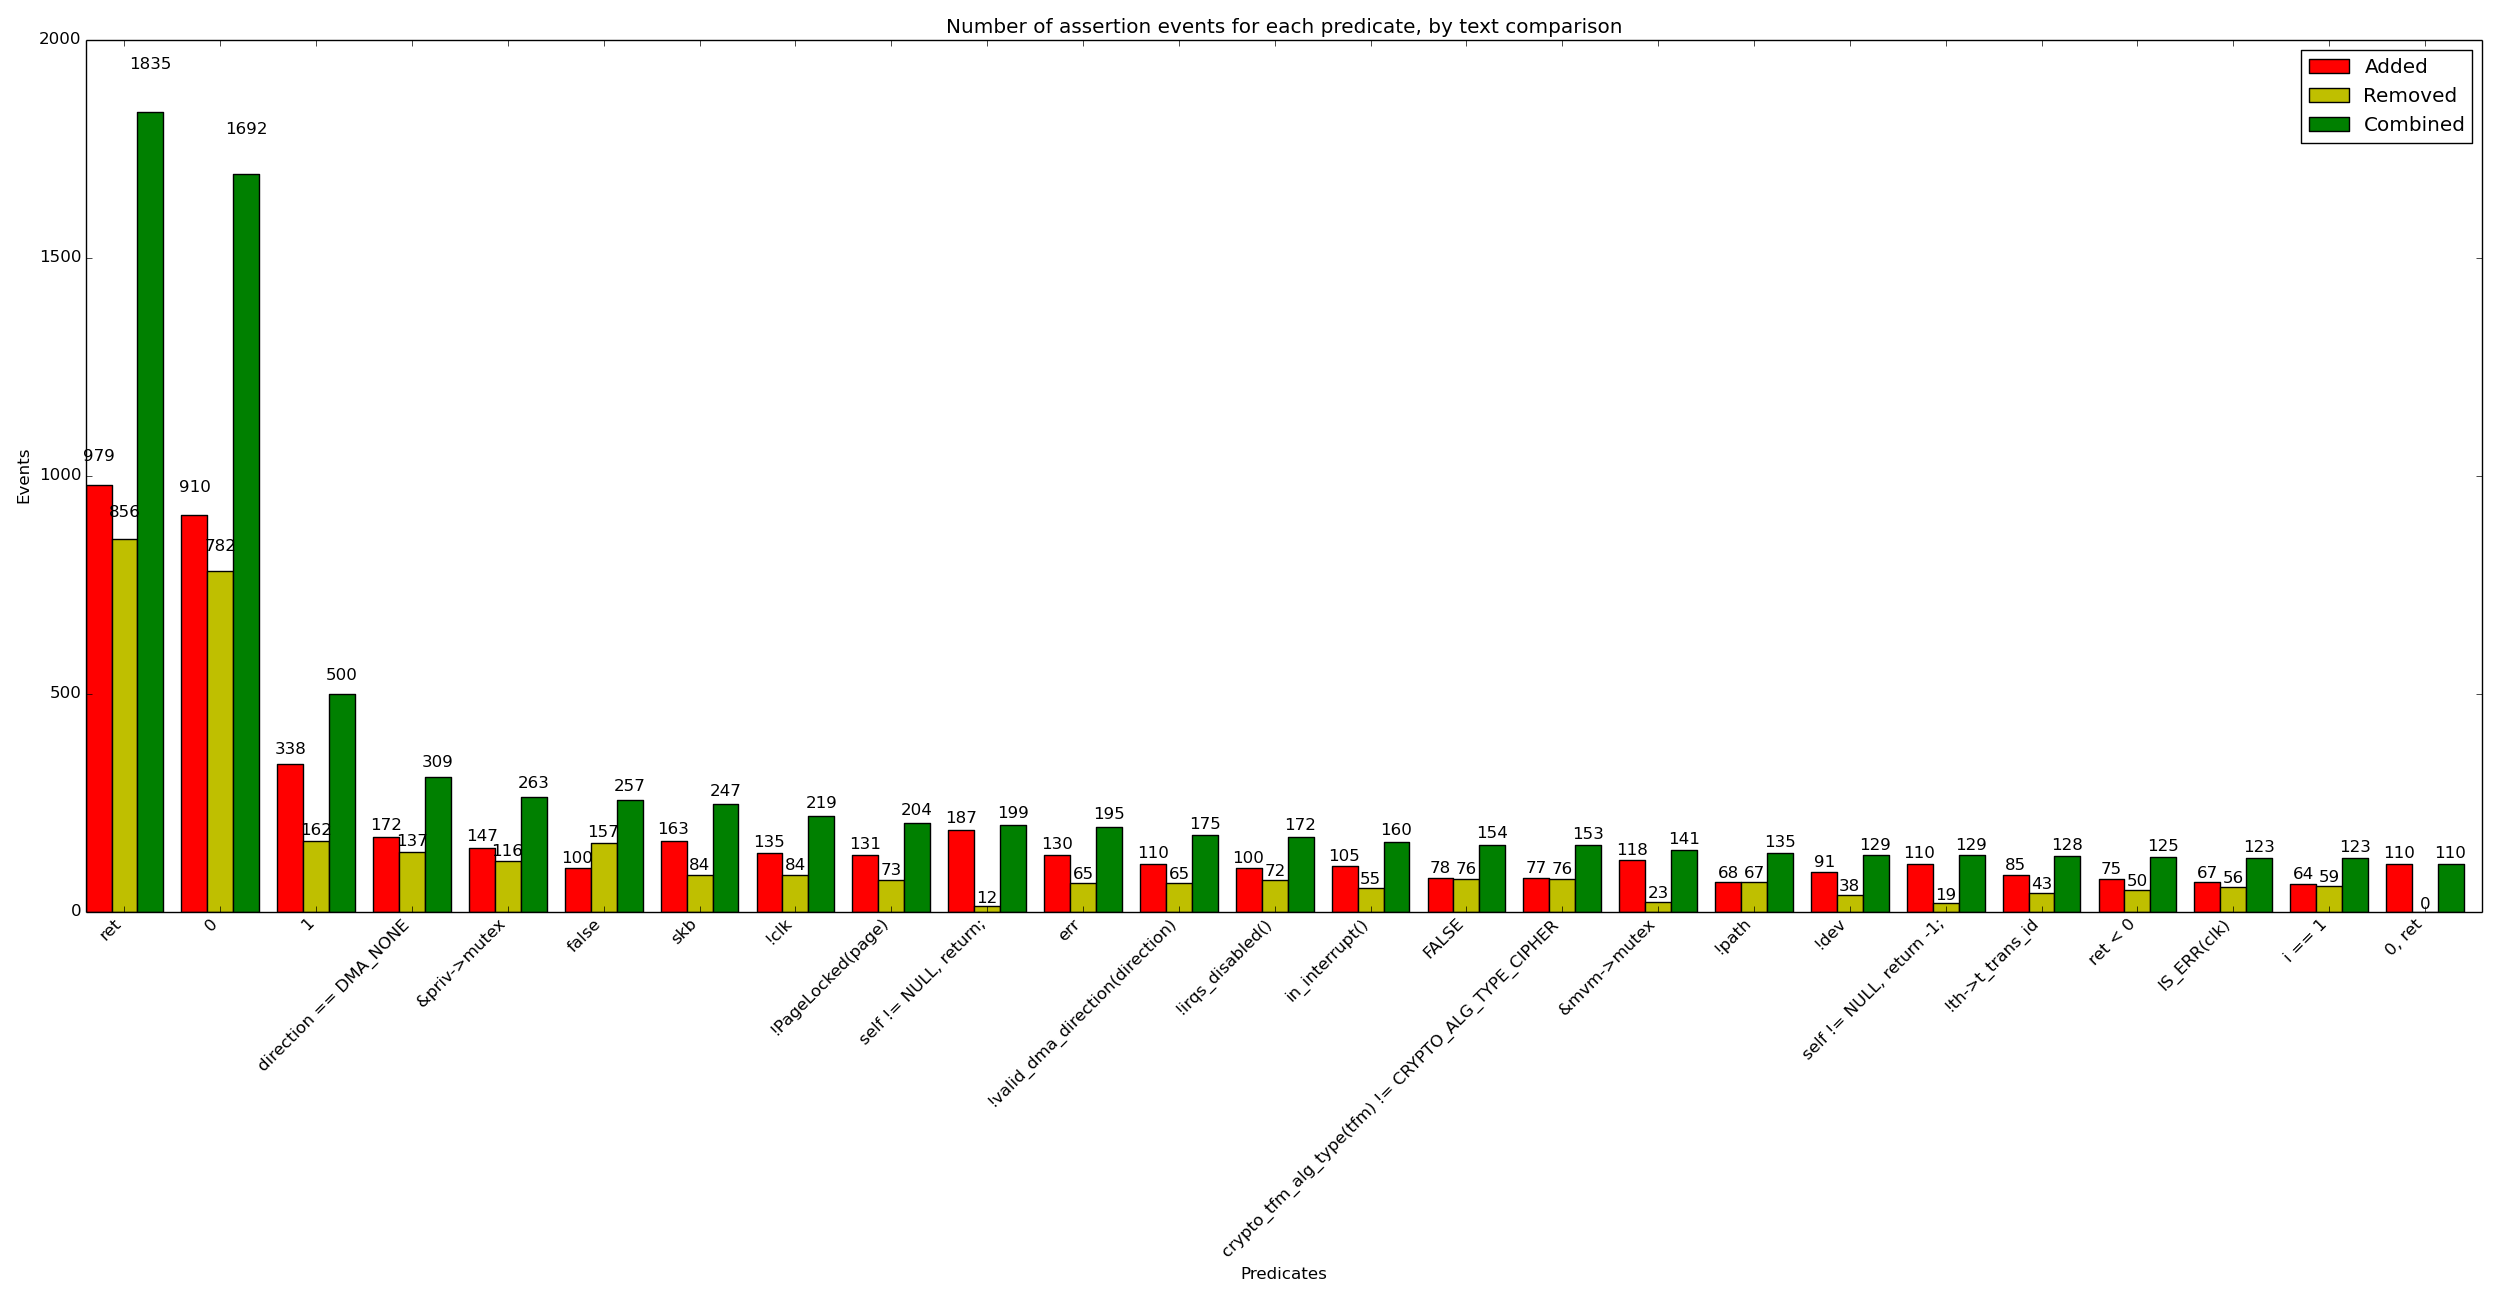 Number of assertion events for each predicate, by text comparison
Added
Removed
Combined
Events
2000
1500
1000
500
0
979
856
1835
910
782
1692
338
162
500
172
137
309
147
116
263
100
157
257
163
84
247
135
84
219
131
73
204
187
12
199
130
65
195
110
65
175
100
72
172
105
55
160
78
76
154
77
76
153
118
23
141
68
67
135
91
38
129
110
19
129
85
43
128
75
50
125
67
56
123
64
59
123
110
0
110
ret
0
1
direction == DMA_NONE
&priv->mutex
false
skb
!clk
!PageLocked(page)
self != NULL, return;
err
!valid_dma_direction(direction)
!irqs_disabled()
in_interrupt()
FALSE
crypto_tfm_alg_type(tfm) != CRYPTO_ALG_TYPE_CIPHER
&mvm->mutex
!path
!dev
self != NULL, return -1;
!th->t_trans_id
ret < 0
IS_ERR(clk)
i == 1
0, ret
Predicates